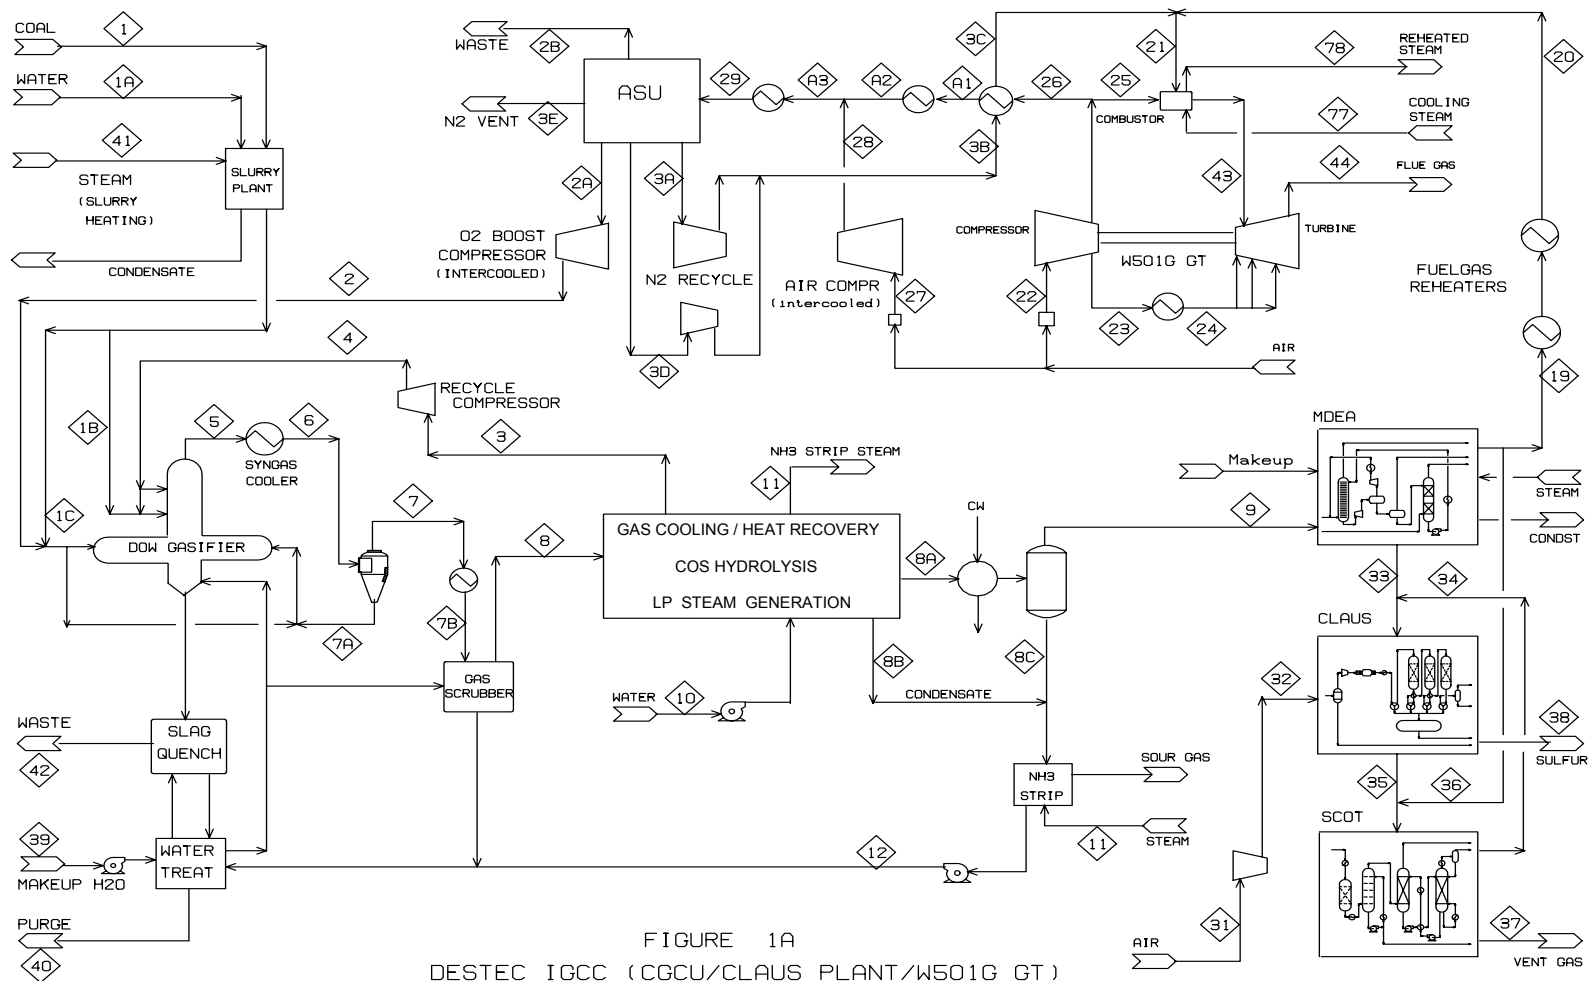 COAL
1
WATER
1A
41
STEAM
(SLURRY
HEATING)
SLURRY
PLANT
CONDENSATE
WASTE
2B
ASU
N2 VENT
3E
29
A3
A2
A1
3C
26
25
21
78
REHEATED
STEAM
20
COMBUSTOR
COOLING
STEAM
77
28
3B
2A
3A
43
44
FLUE GAS
O2 BOOST
COMPRESSOR
(INTERCOOLED)
N2 RECYCLE
AIR COMPR
(intercooled)
27
COMPRESSOR
TURBINE
W501G GT
22
23
24
FUELGAS
REHEATERS
AIR
2
3D
19
4
RECYCLE
COMPRESSOR
1B
5
6
SYNGAS
COOLER
3
NH3 STRIP STEAM
11
MDEA
Makeup
STEAM
CONDST
1C
DOW GASIFIER
7
8
GAS COOLING / HEAT RECOVERY
COS HYDROLYSIS
LP STEAM GENERATION
8A
CW
9
7A
7B
GAS
SCRUBBER
8B
8C
33
34
CLAUS
WATER
10
CONDENSATE
32
38
SULFUR
WASTE
42
SLAG
QUENCH
NH3
STRIP
SOUR GAS
11
STEAM
35
36
SCOT
39
MAKEUP H2O
WATER
TREAT
12
PURGE
40
31
AIR
37
VENT GAS
FIGURE 1A
DESTEC IGCC (CGCU/CLAUS PLANT/W501G GT)